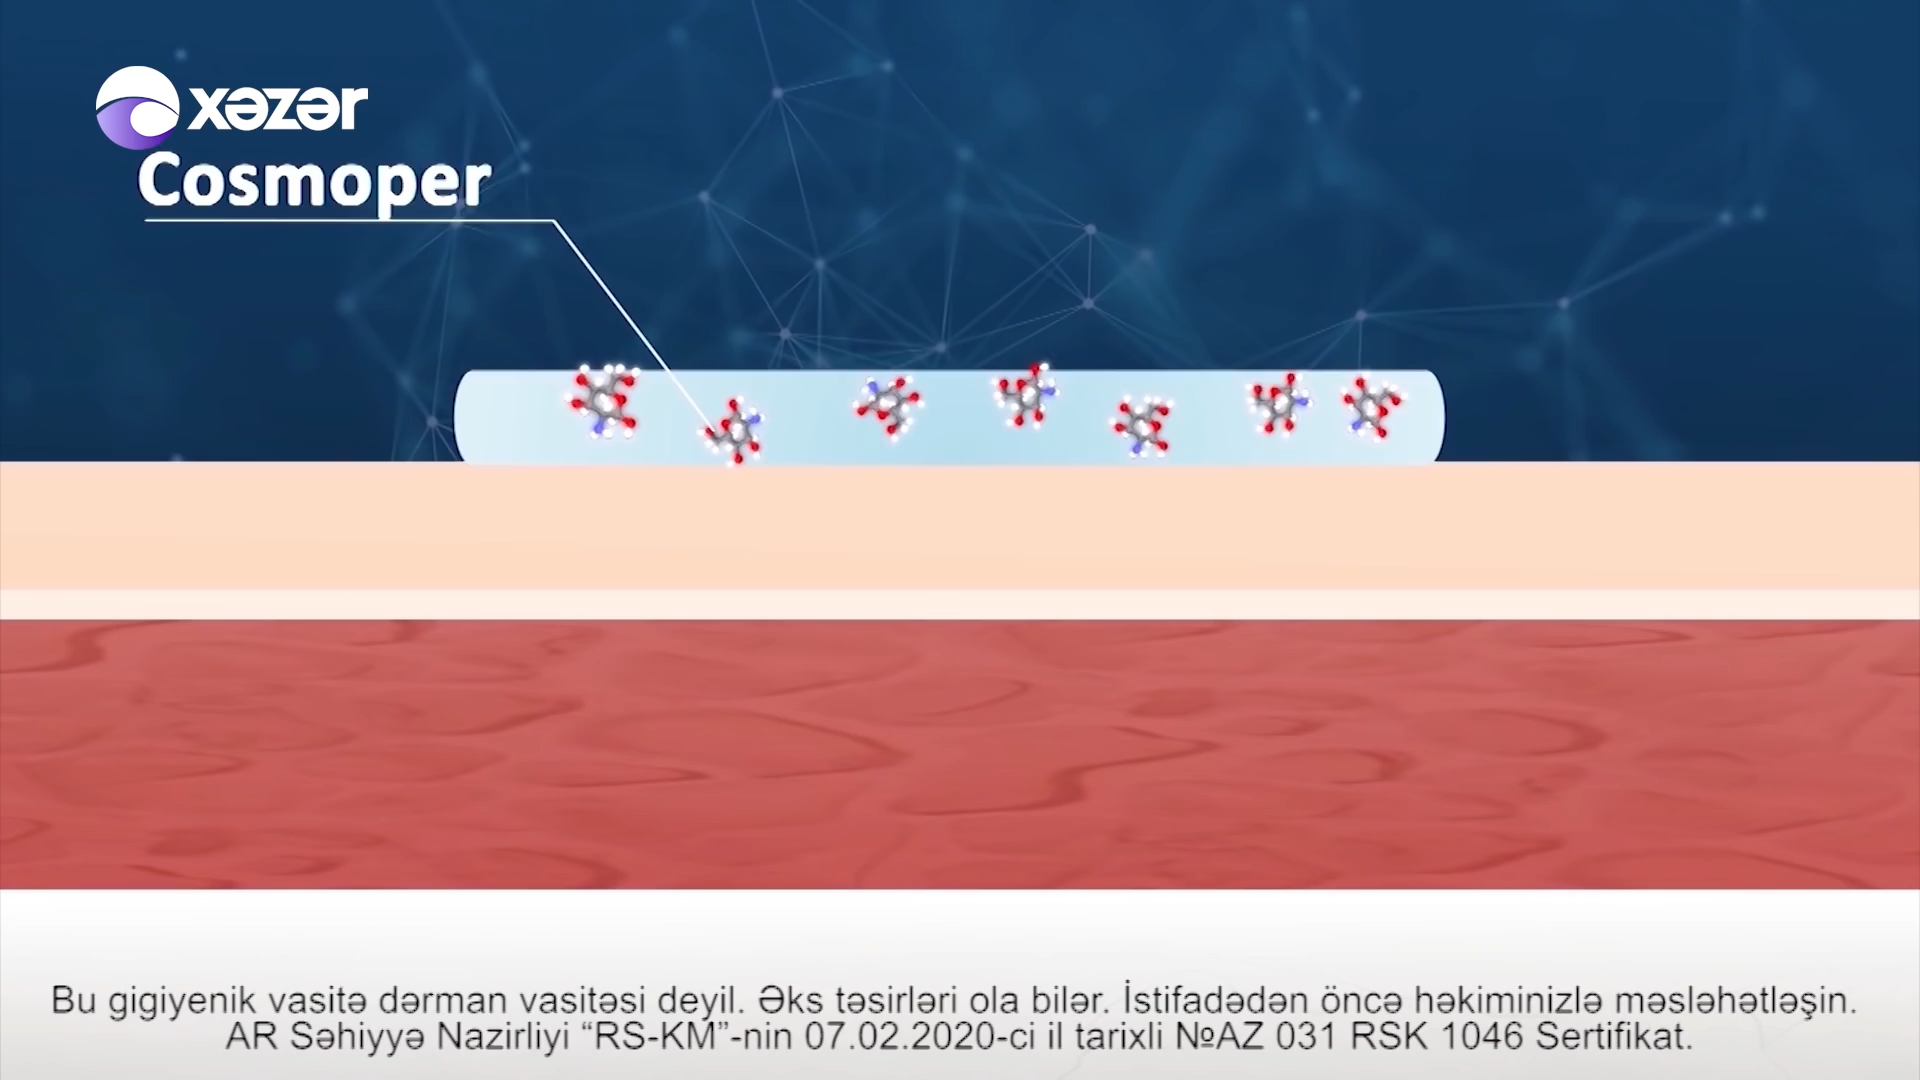 xəzər
Cosmoper
Bu gigiyenik vasitə dərman vasitəsi deyil. Əks təsirləri ola bilər. İstifadədən öncə həkiminizlə məsləhətləşin.
AR Səhiyyə Nazirliyi “RS-KM”-nin 07.02.2020-ci il tarixli №AZ 031 RSK 1046 Sertifikat.